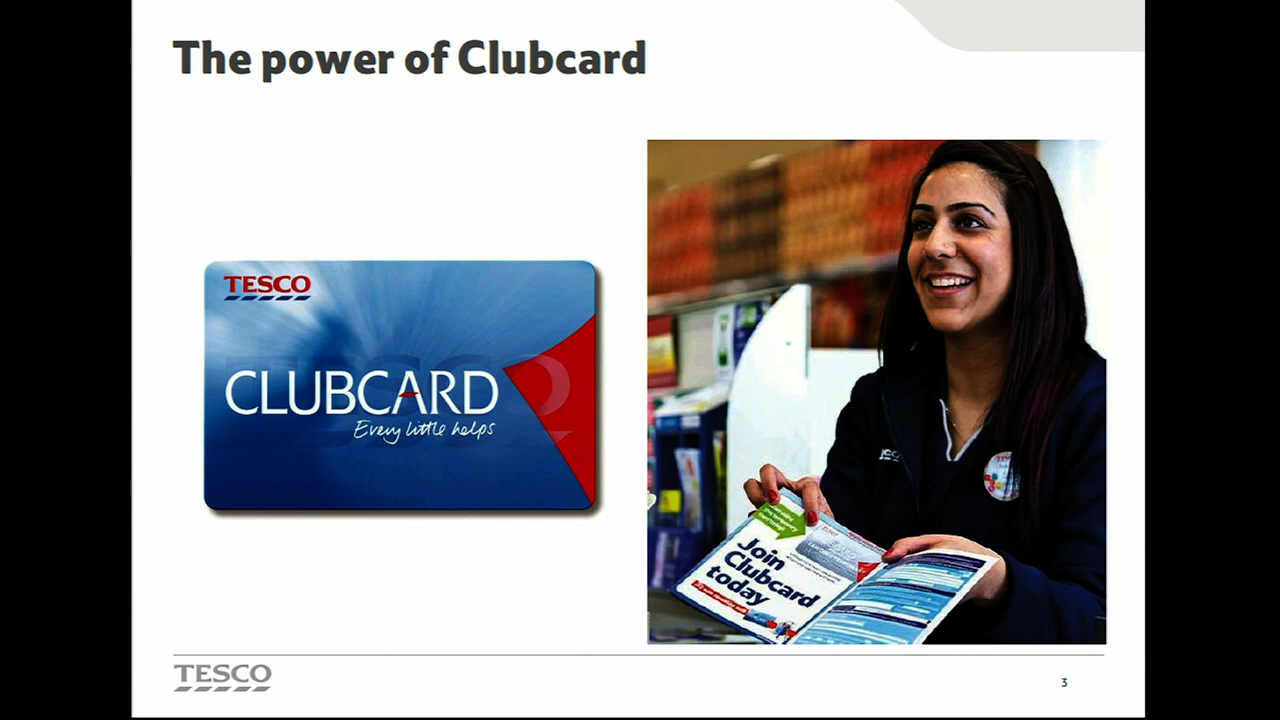 The power of Clubcard
TESCO
CLUBCARD
Every little helps
Join
Clubcard
today
TESCO
3